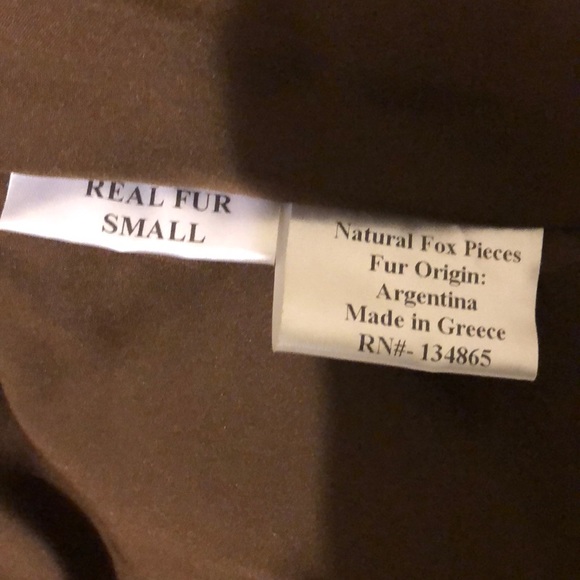 REAL FUR
SMALL
Natural Fox Pieces
Fur Origin:
Argentina
Made in Greece
RN#- 134865